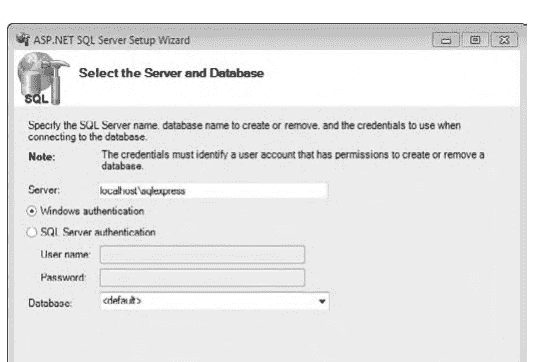 ASP.NET SQL Server Setup Wizard
Select the Server and Database
SQL
Specify the SQL Server name, database name to create or remove, and the credentials to use when
connecting to the database.
Note: The credentials must identify a user account that has permissions to create or remove a
database.
Server: localhost\sqlexpress
Windows authentication
SQL Server authentication
User name:
Password:
Database: <default>